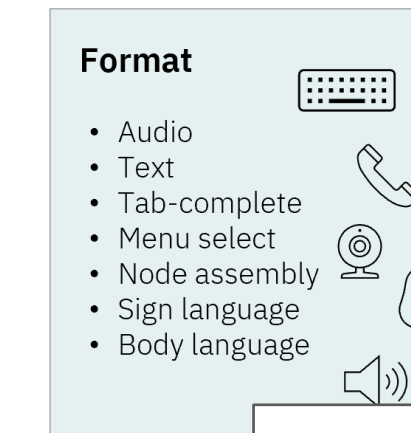 Format
• Audio
• Text
• Tab-complete
• Menu select
• Node assembly
• Sign language
• Body language